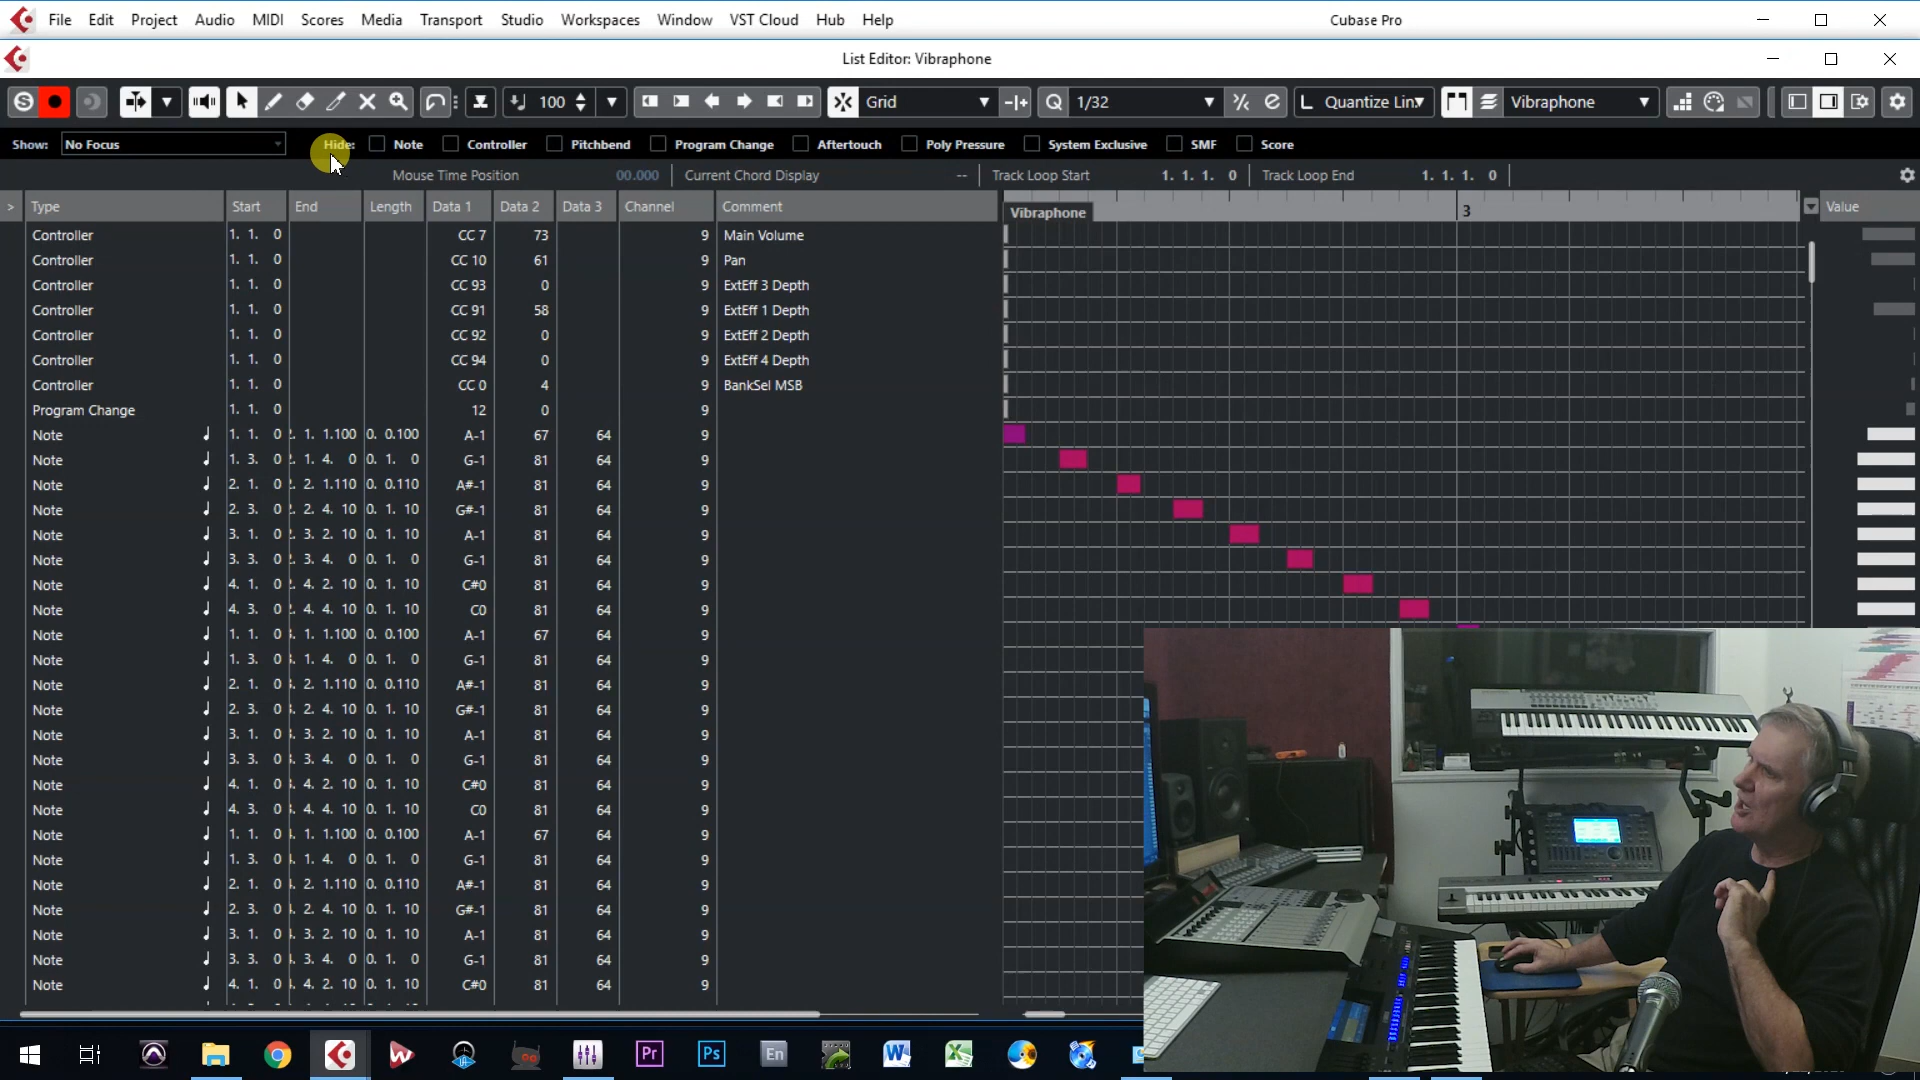 File Edit Project Audio MIDI Scores Media Transport Studio Workspaces Window VST Cloud Hub Help Cubase Pro
List Editor: Vibraphone
100 Grid 1/32 Quantize Lin Vibraphone
Show: No Focus Hide: Note Controller Pitchbend Program Change Aftertouch Poly Pressure System Exclusive SMF Score
Mouse Time Position 00.000 Current Chord Display -- Track Loop Start 1. 1. 1. 0 Track Loop End 1. 1. 1. 0
> Type Start End Length Data 1 Data 2 Data 3 Channel Comment Vibraphone 3 Value
Controller 1. 1. 0 CC 7 73 9 Main Volume
Controller 1. 1. 0 CC 10 61 9 Pan
Controller 1. 1. 0 CC 93 0 9 ExtEff 3 Depth
Controller 1. 1. 0 CC 91 58 9 ExtEff 1 Depth
Controller 1. 1. 0 CC 92 0 9 ExtEff 2 Depth
Controller 1. 1. 0 CC 94 0 9 ExtEff 4 Depth
Controller 1. 1. 0 CC 0 4 9 BankSel MSB
Program Change 1. 1. 0 12 0 9
Note 1. 1. 0 1. 1.100 0. 0.100 A-1 67 64 9
Note 1. 3. 0 1. 4. 0 0. 1. 0 G-1 81 64 9
Note 2. 1. 0 2. 1.110 0. 0.110 A#-1 81 64 9
Note 2. 3. 0 2. 4. 10 0. 1. 10 G#-1 81 64 9
Note 3. 1. 0 3. 2. 10 0. 1. 10 A-1 81 64 9
Note 3. 3. 0 3. 4. 0 0. 1. 0 G-1 81 64 9
Note 4. 1. 0 4. 2. 10 0. 1. 10 C#0 81 64 9
Note 4. 3. 0 4. 4. 10 0. 1. 10 C0 81 64 9
Note 1. 1. 0 1. 1.100 0. 0.100 A-1 67 64 9
Note 1. 3. 0 1. 4. 0 0. 1. 0 G-1 81 64 9
Note 2. 1. 0 2. 1.110 0. 0.110 A#-1 81 64 9
Note 2. 3. 0 2. 4. 10 0. 1. 10 G#-1 81 64 9
Note 3. 1. 0 3. 2. 10 0. 1. 10 A-1 81 64 9
Note 3. 3. 0 3. 4. 0 0. 1. 0 G-1 81 64 9
Note 4. 1. 0 4. 2. 10 0. 1. 10 C#0 81 64 9
Note 4. 3. 0 4. 4. 10 0. 1. 10 C0 81 64 9
Note 1. 1. 0 1. 1.100 0. 0.100 A-1 67 64 9
Note 1. 3. 0 1. 4. 0 0. 1. 0 G-1 81 64 9
Note 2. 1. 0 2. 1.110 0. 0.110 A#-1 81 64 9
Note 2. 3. 0 2. 4. 10 0. 1. 10 G#-1 81 64 9
Note 3. 1. 0 3. 2. 10 0. 1. 10 A-1 81 64 9
Note 3. 3. 0 3. 4. 0 0. 1. 0 G-1 81 64 9
Note 4. 1. 0 4. 2. 10 0. 1. 10 C#0 81 64 9
Pr Ps En